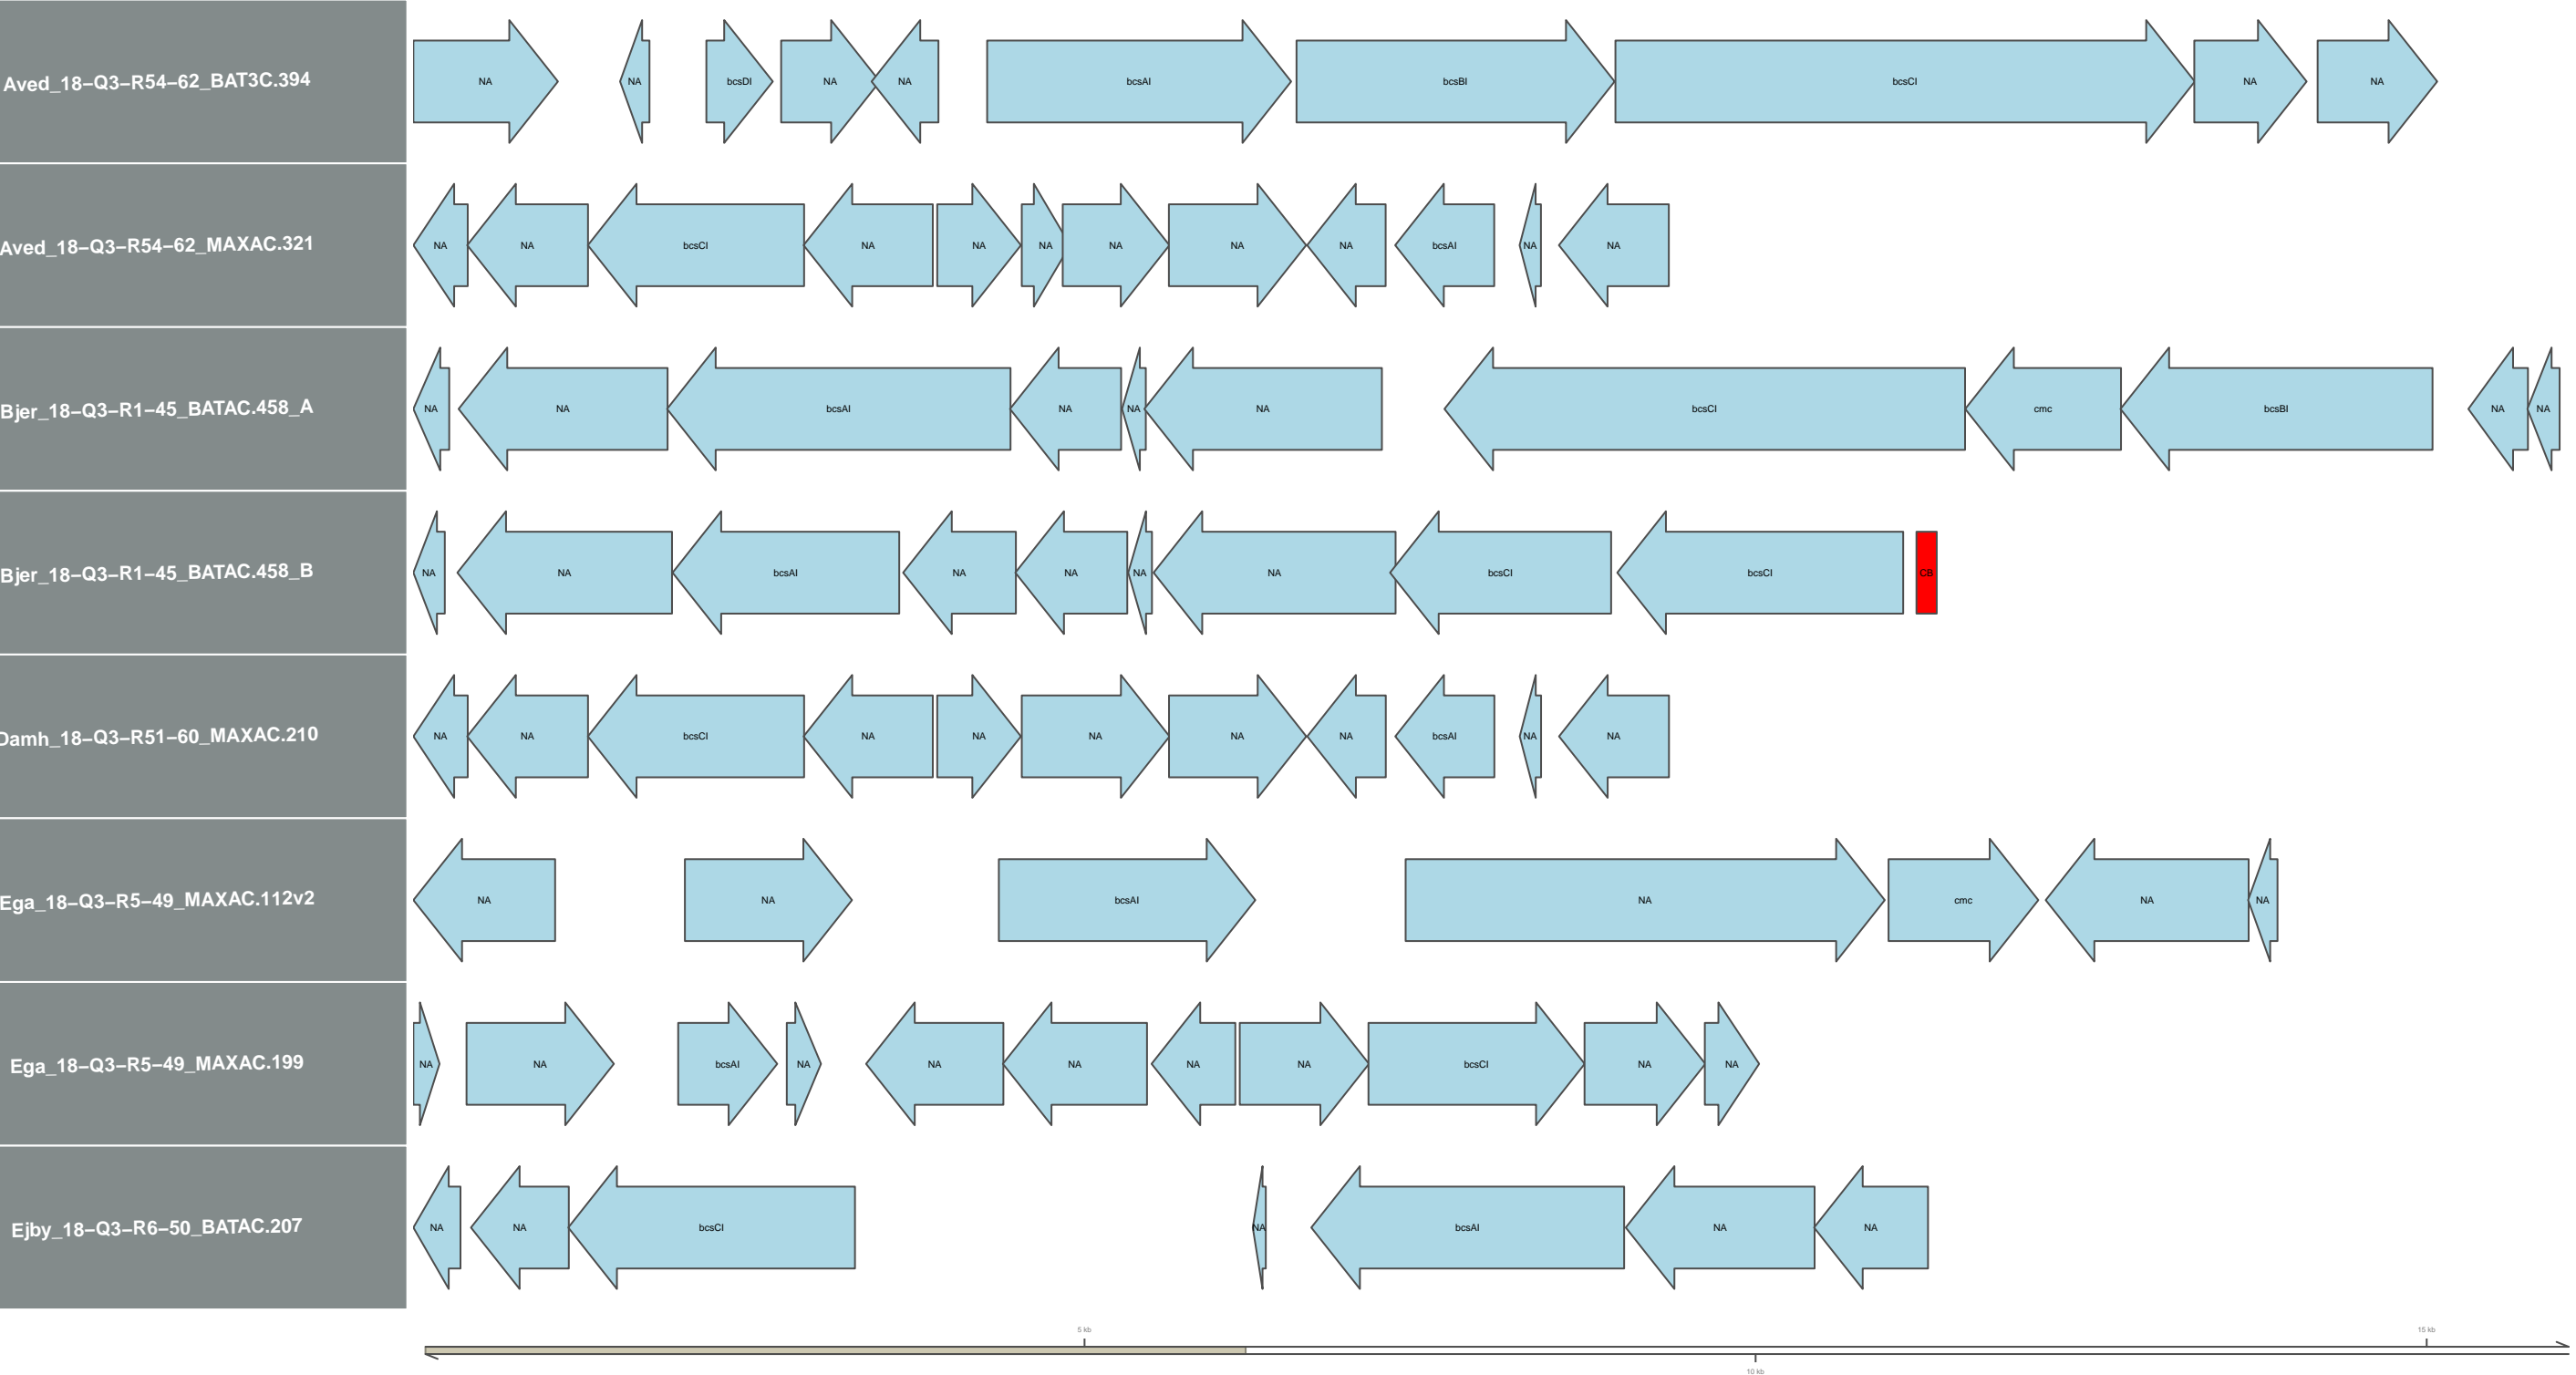 Aved_18–Q3–R54–62_BAT3C.394
NA NA bcsDI NA NA bcsAI bcsBI bcsCI NA NA
Aved_18–Q3–R54–62_MAXAC.321
NA NA bcsCI NA NA NA NA NA NA bcsAI NA NA
Bjer_18–Q3–R1–45_BATAC.458_A
NA NA bcsAI NA NA NA bcsCI cmc bcsBI NA NA
Bjer_18–Q3–R1–45_BATAC.458_B
NA NA bcsAI NA NA NA NA bcsCI bcsCI CB
Damh_18–Q3–R51–60_MAXAC.210
NA NA bcsCI NA NA NA NA NA bcsAI NA NA
Ega_18–Q3–R5–49_MAXAC.112v2
NA NA bcsAI NA cmc NA NA
Ega_18–Q3–R5–49_MAXAC.199
NA NA bcsAI NA NA NA NA NA bcsCI NA NA
Ejby_18–Q3–R6–50_BATAC.207
NA NA bcsCI NA bcsAI NA NA
5 kb 15 kb
10 kb